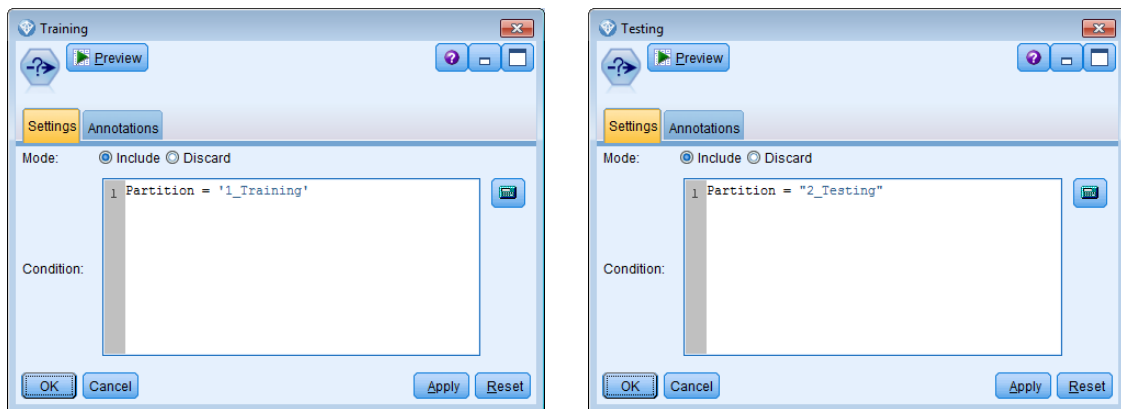 Training
Preview
Settings Annotations
Mode: Include Discard
1 Partition = '1_Training'
Condition:
OK Cancel Apply Reset
Testing
Preview
Settings Annotations
Mode: Include Discard
1 Partition = "2_Testing"
Condition:
OK Cancel Apply Reset